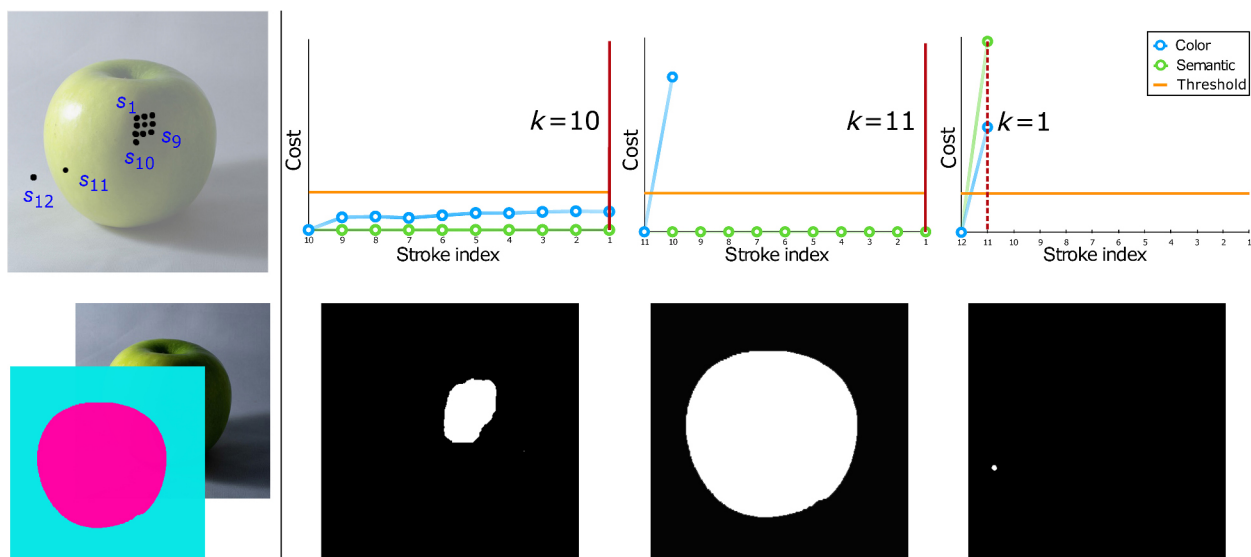 s1
s9
s10
s11
s12
Cost
k=10
10 9 8 7 6 5 4 3 2 1
Stroke index
Cost
k=11
11 10 9 8 7 6 5 4 3 2 1
Stroke index
Cost
k=1
12 11 10 9 8 7 6 5 4 3 2 1
Stroke index
Color
Semantic
Threshold